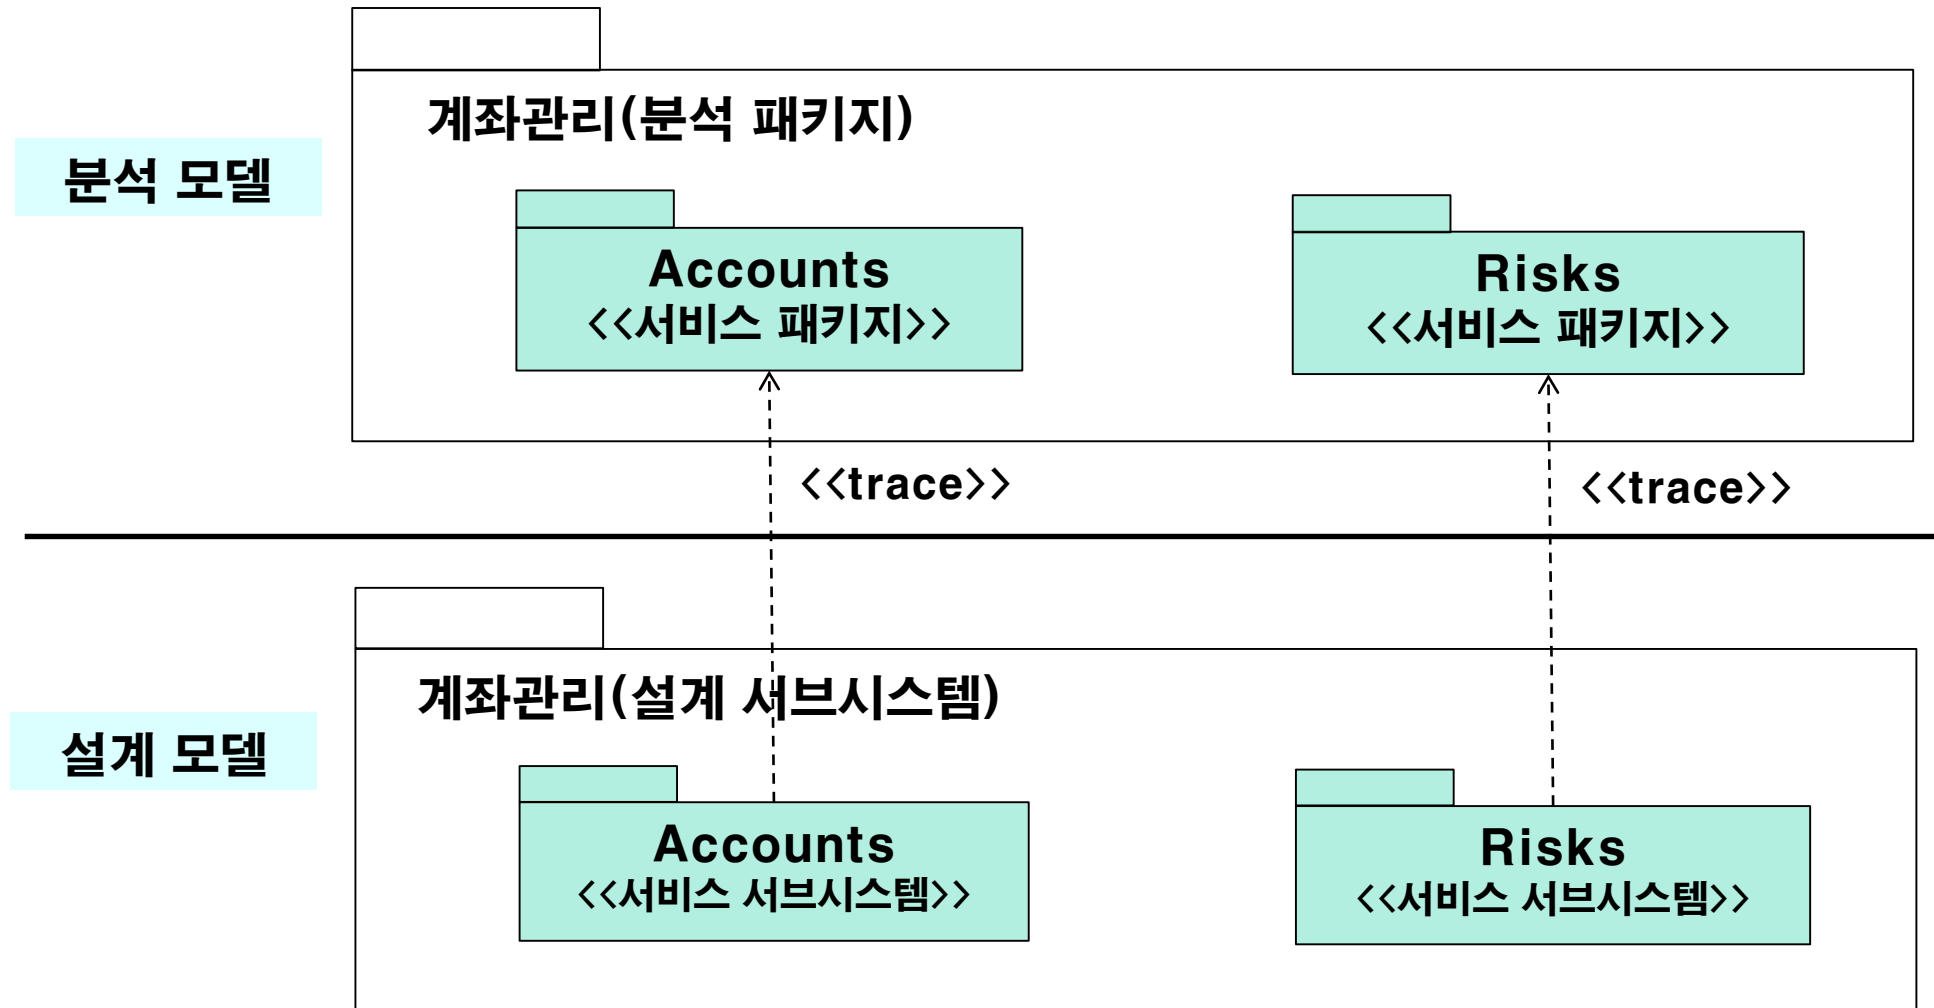 계좌관리(분석 패키지)
분석 모델
Accounts
<<서비스 패키지>>
Risks
<<서비스 패키지>>
<<trace>>
<<trace>>
계좌관리(설계 서브시스템)
설계 모델
Accounts
<<서비스 서브시스템>>
Risks
<<서비스 서브시스템>>